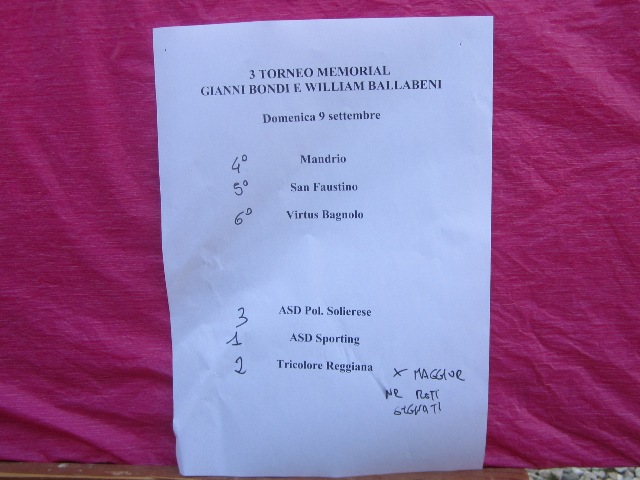 3 TORNEO MEMORIAL
GIANNI BONDI E WILLIAM BALLABENI
Domenica 9 settembre
4° Mandrio
5° San Faustino
6° Virtus Bagnolo
3 ASD Pol. Solierese
1 ASD Sporting
2 Tricolore Reggiana
X MAGGIOR
NR
SEGNATI